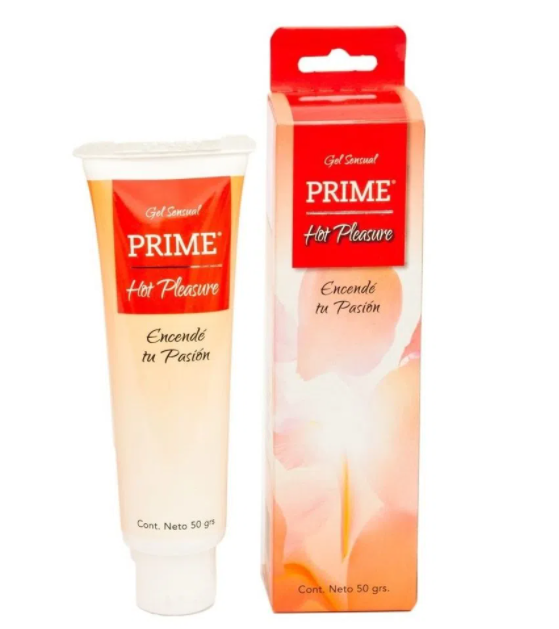 Gel Sensual
PRIME®
Hot Pleasure
Encendé
tu Pasión
Cont. Neto 50 grs
Gel Sensual
PRIME®
Hot Pleasure
Encendé
tu Pasión
Cont. Neto 50 grs.